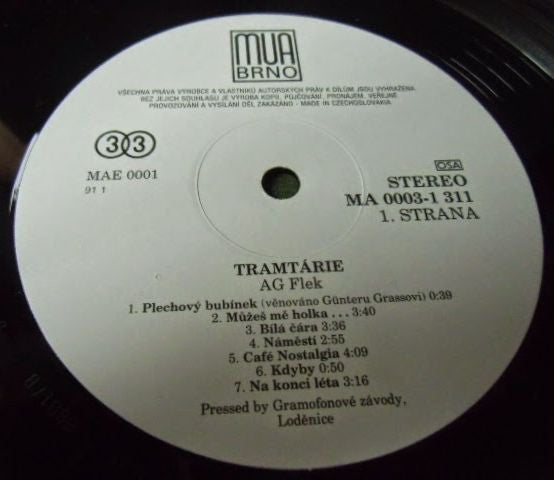 MUA
BRNO
VŠECHNA PRÁVA VÝROBCE A VLASTNÍKŮ AUTORSKÝCH PRÁV K DÍLŮM JSOU VYHRAŽENA.
BEZ JEJICH SOUHLASU JE VÝROBA KOPIÍ, PŮJČOVÁNÍ, PRONÁJEM, VEŘEJNÉ
PROVOZOVÁNÍ A VYSÍLÁNÍ DĚL ZAKÁZÁNO - MADE IN CZECHOSLOVAKIA
33
MAE 0001
91 1
OSA
STEREO
MA 0003-1 311
1. STRANA
TRAMTÁRIE
AG Flek
1. Plechový bubínek (věnováno Günteru Grassovi) 0:39
2. Můžeš mě holka . . . 3:40
3. Bílá čára 3:36
4. Náměstí 2:55
5. Café Nostalgia 4:09
6. Kdyby 0:50
7. Na konci léta 3:16
Pressed by Gramofonové závody,
Loděnice